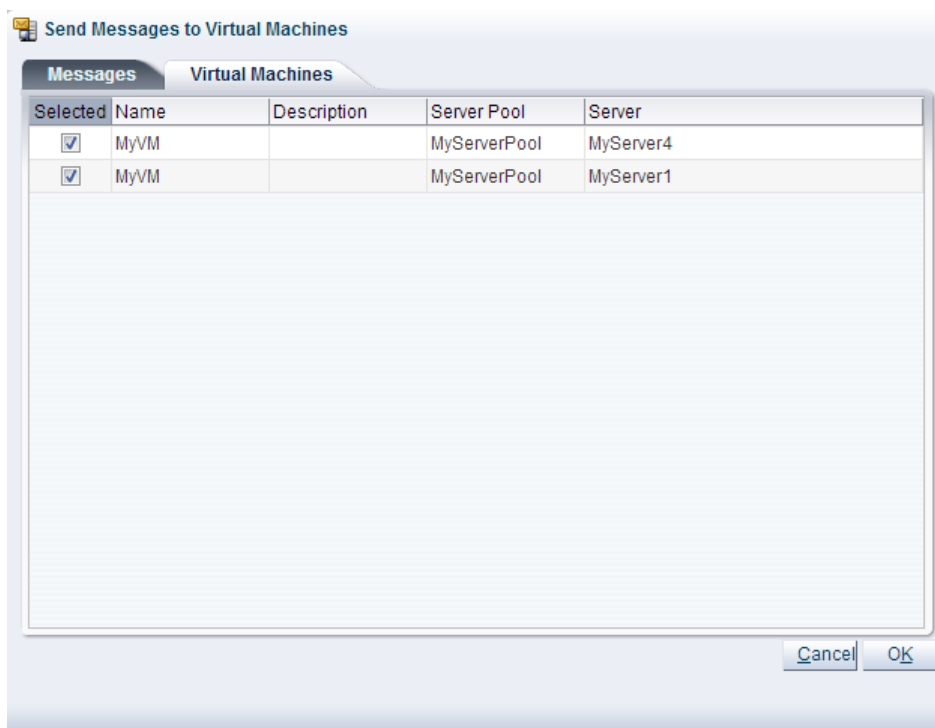 Send Messages to Virtual Machines
Messages Virtual Machines
Selected Name Description Server Pool Server
MyVM MyServerPool MyServer4
MyVM MyServerPool MyServer1
Cancel OK